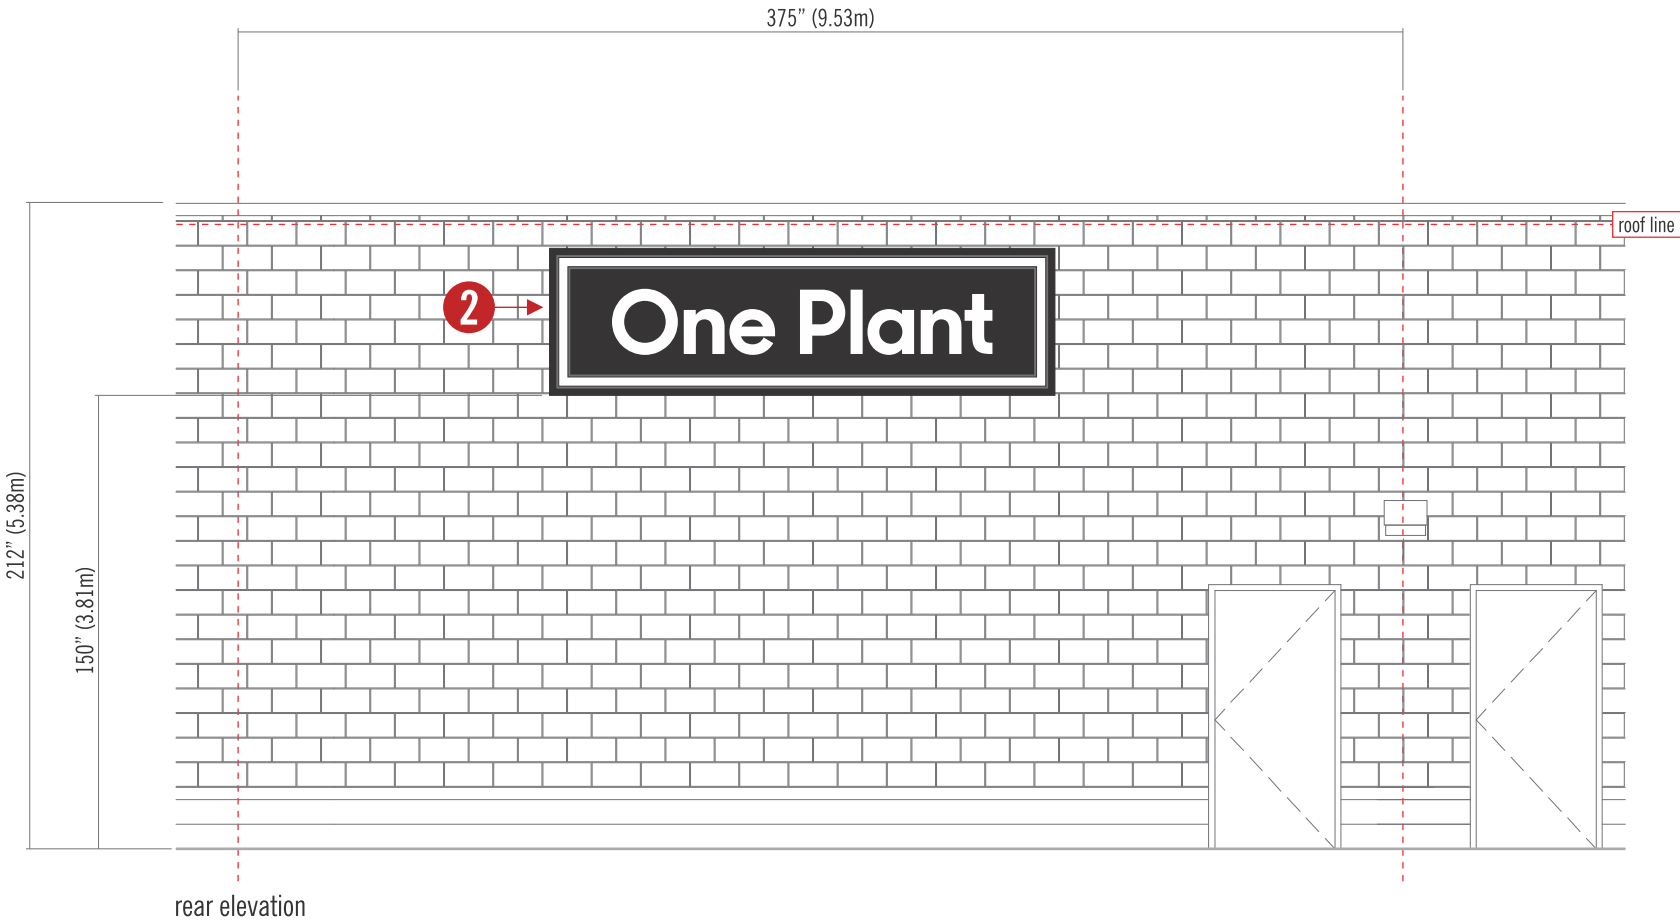 375” (9.53m)
roof line
2
One Plant
212” (5.38m)
150” (3.81m)
rear elevation